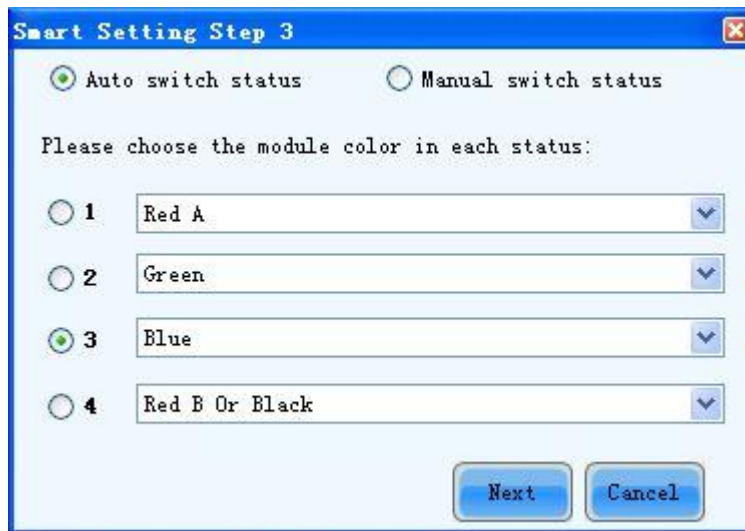 Smart Setting Step 3
Auto switch status Manual switch status
Please choose the module color in each status:
1 Red A
2 Green
3 Blue
4 Red B Or Black
Next Cancel